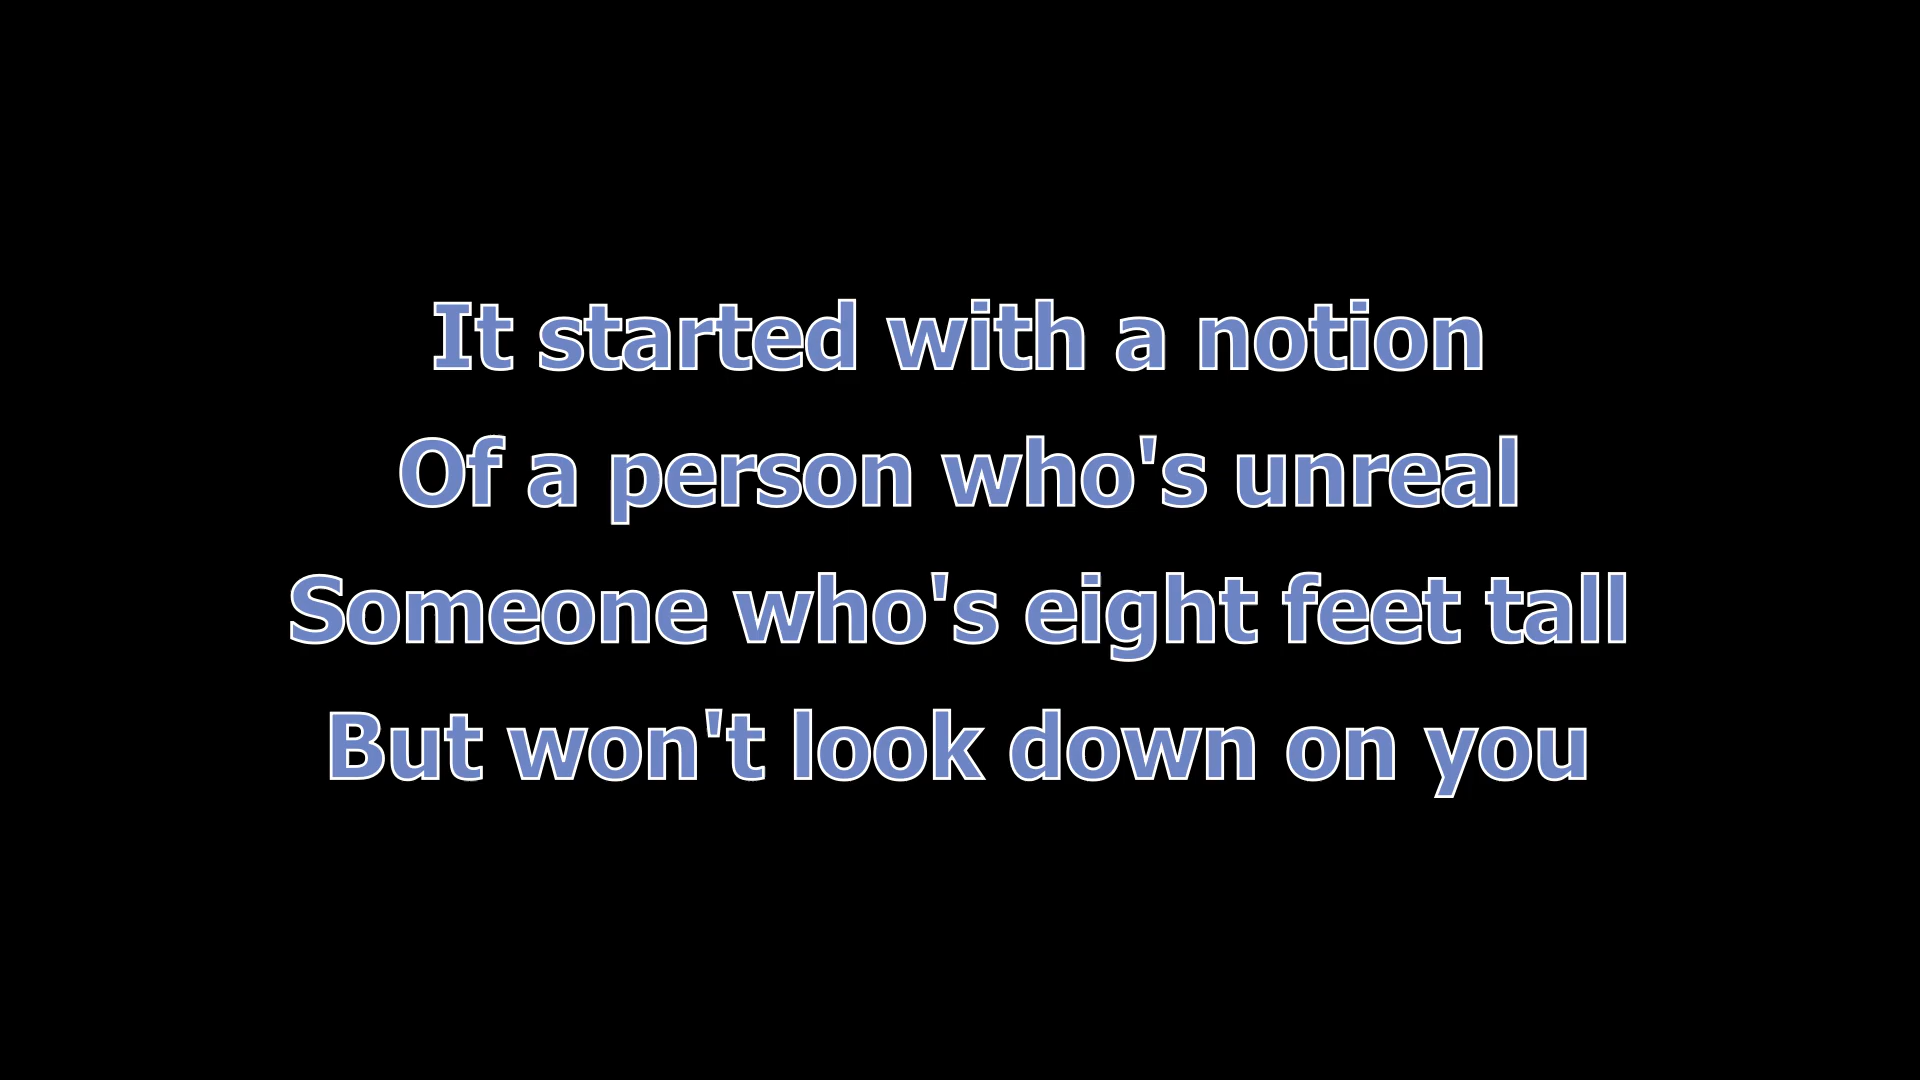 It started with a notion
Of a person who's unreal
Someone who's eight feet tall
But won't look down on you